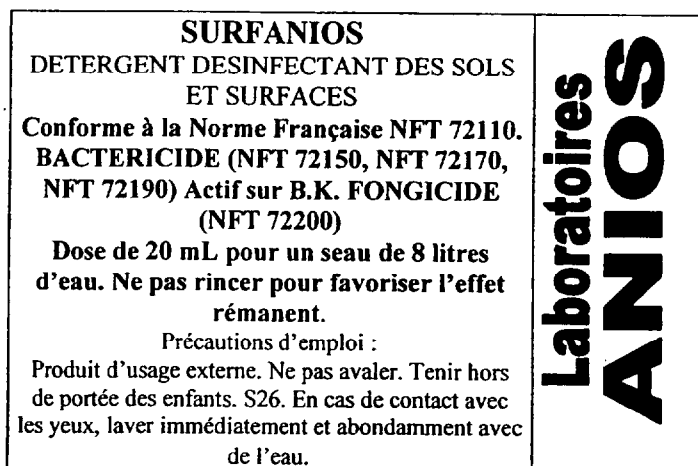 SURFANIOS
DETERGENT DESINFECTANT DES SOLS
ET SURFACES
Conforme à la Norme Française NFT 72110.
BACTERICIDE (NFT 72150, NFT 72170,
NFT 72190) Actif sur B.K. FONGICIDE
(NFT 72200)
Dose de 20 mL pour un seau de 8 litres
d'eau. Ne pas rincer pour favoriser l'effet
rémanent.
Précautions d'emploi :
Produit d'usage externe. Ne pas avaler. Tenir hors
de portée des enfants. S26. En cas de contact avec
les yeux, laver immédiatement et abondamment avec
de l'eau.
Laboratoires
ANIOS